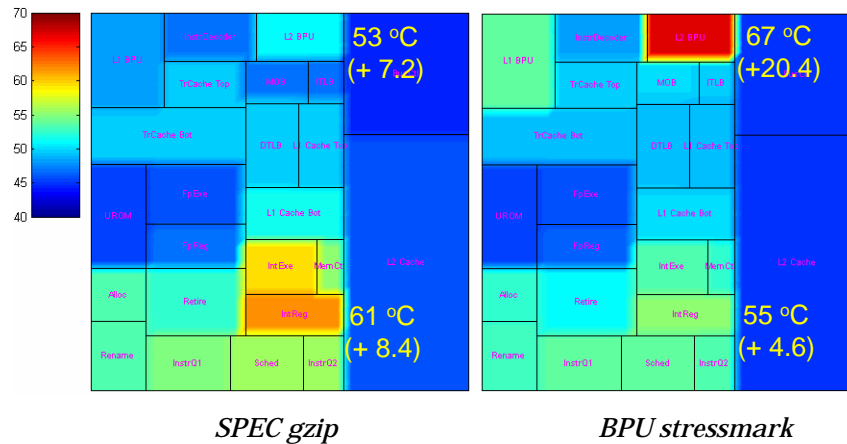 70
65
60
55
50
45
40
L1 BPU
InstrDecoder
L2 BPU
53 °C
(+ 7.2)
TrCache Top
MOB
ITLB
TrCache Bot
DTLB
L1 Cache Top
UROM
FpExe
L1 Cache Bot
FpReg
IntExe
MemCt
L2 Cache
Alloc
Retire
IntReg
61 °C
(+ 8.4)
Rename
InstrQ1
Sched
InstrQ2
SPEC gzip
L1 BPU
InstrDecoder
L2 BPU
67 °C
(+20.4)
TrCache Top
MOB
ITLB
TrCache Bot
DTLB
L1 Cache Top
UROM
FpExe
L1 Cache Bot
FpReg
IntExe
MemCt
L2 Cache
Alloc
Retire
IntReg
55 °C
(+ 4.6)
Rename
InstrQ1
Sched
InstrQ2
BPU stressmark